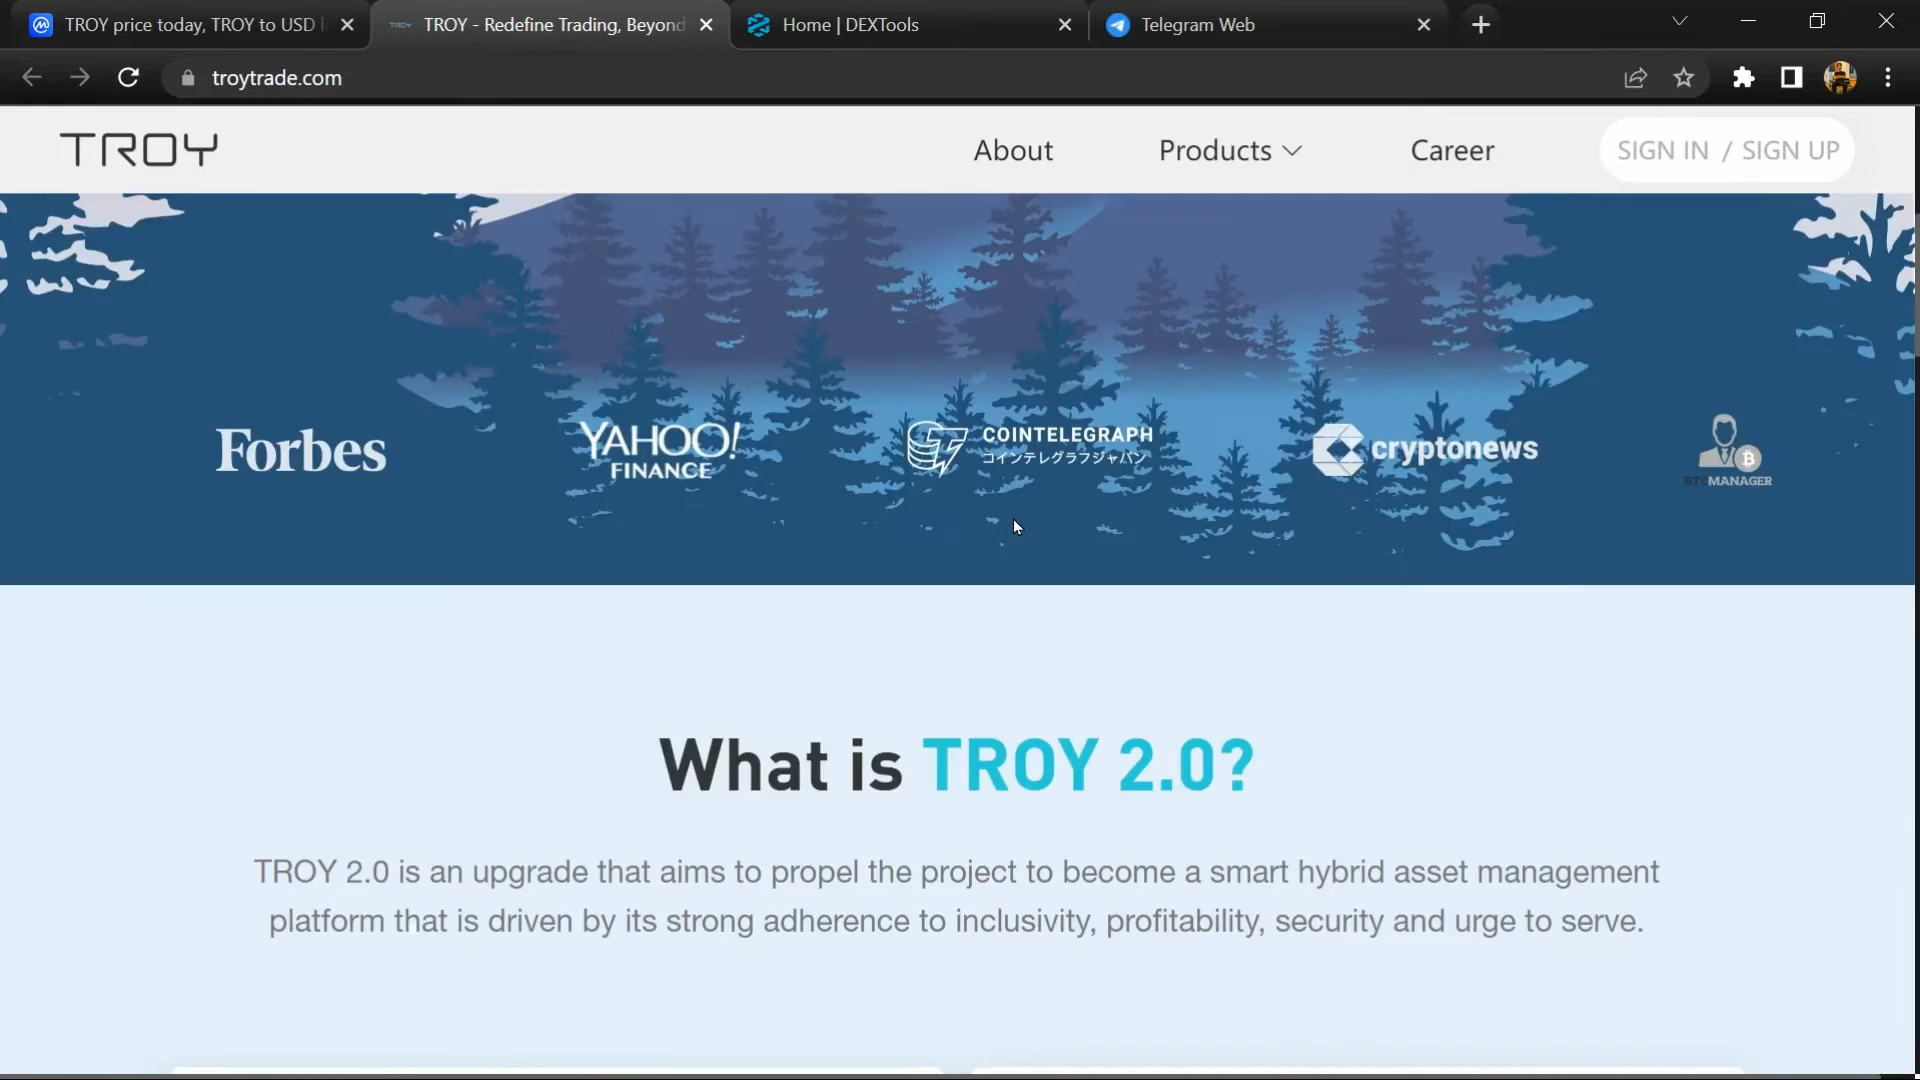 TROY price today, TROY to USD li
TROY - Redefine Trading, Beyond
Home | DEXTools
Telegram Web
troytrade.com
TROY
About
Products
Career
SIGN IN / SIGN UP
Forbes
YAHOO!
FINANCE
COINTELEGRAPH
コインテレグラフジャパン
cryptonews
BTCMANAGER
What is TROY 2.0?
TROY 2.0 is an upgrade that aims to propel the project to become a smart hybrid asset management
platform that is driven by its strong adherence to inclusivity, profitability, security and urge to serve.